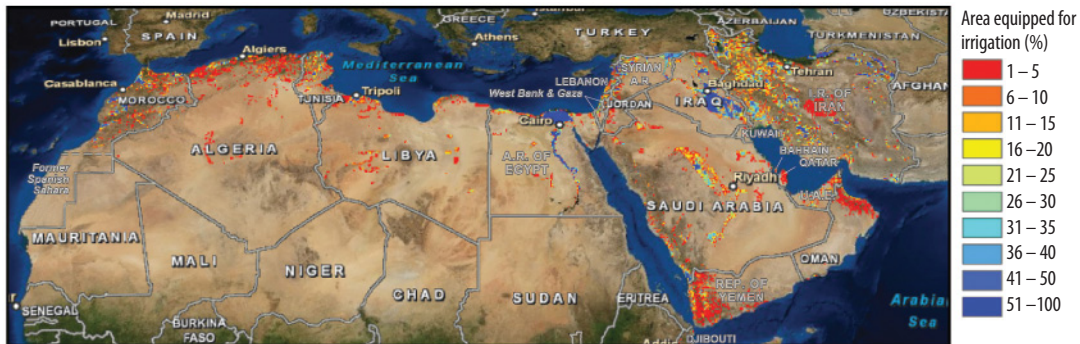 PORTUGAL
Madrid
Istanbul
GREECE
AZERBAIJAN
UZBEKISTAN
Lisbon
SPAIN
Algiers
Athens
TURKEY
TURKMENISTAN
Casablanca
Mediterranean
Sea
SYRIAN
A.R.
Tehran
LEBANON
Baghdad
AFGHAN
MOROCCO
TUNISIA
Tripoli
West Bank & Gaza
JORDAN
IRAQ
I.R. OF
IRAN
Cairo
KUWAIT
ALGERIA
LIBYA
A.R. OF
EGYPT
BAHRAIN
QATAR
Former
Spanish
Sahara
Riyadh
U.A.E.
SAUDI ARABIA
MAURITANIA
MALI
NIGER
CHAD
SUDAN
OMAN
ERITREA
REP. OF
YEMEN
Arabia
Sea
SENEGAL
BURKINA
FASO
DJIBOUTI
Addis
Area equipped for
irrigation (%)
1 – 5
6 – 10
11 – 15
16 – 20
21 – 25
26 – 30
31 – 35
36 – 40
41 – 50
51 – 100